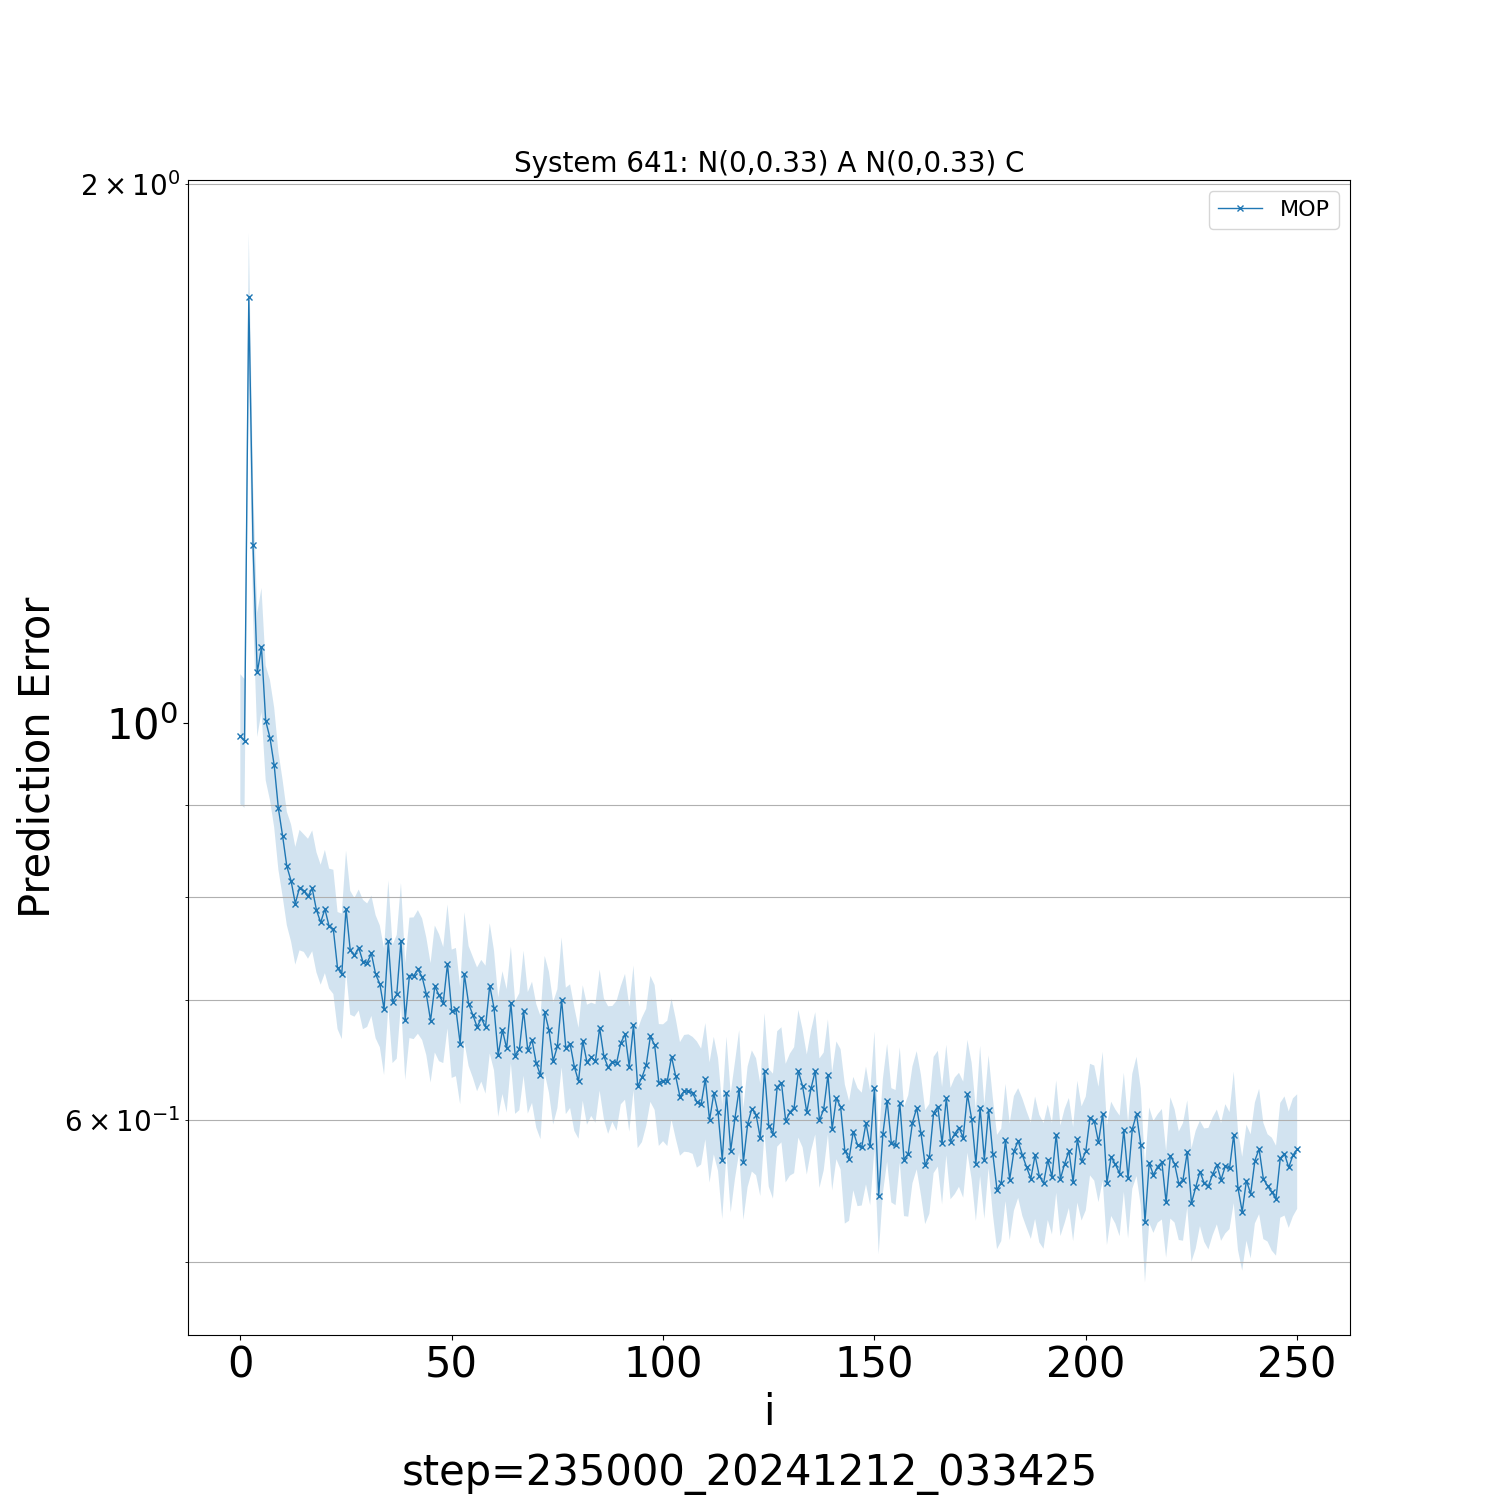 System 641: N(0,0.33) A N(0,0.33) C
2 × 10⁰
MOP
10⁰
6 × 10⁻¹
Prediction Error
0 50 100 150 200 250
i
step=235000_20241212_033425